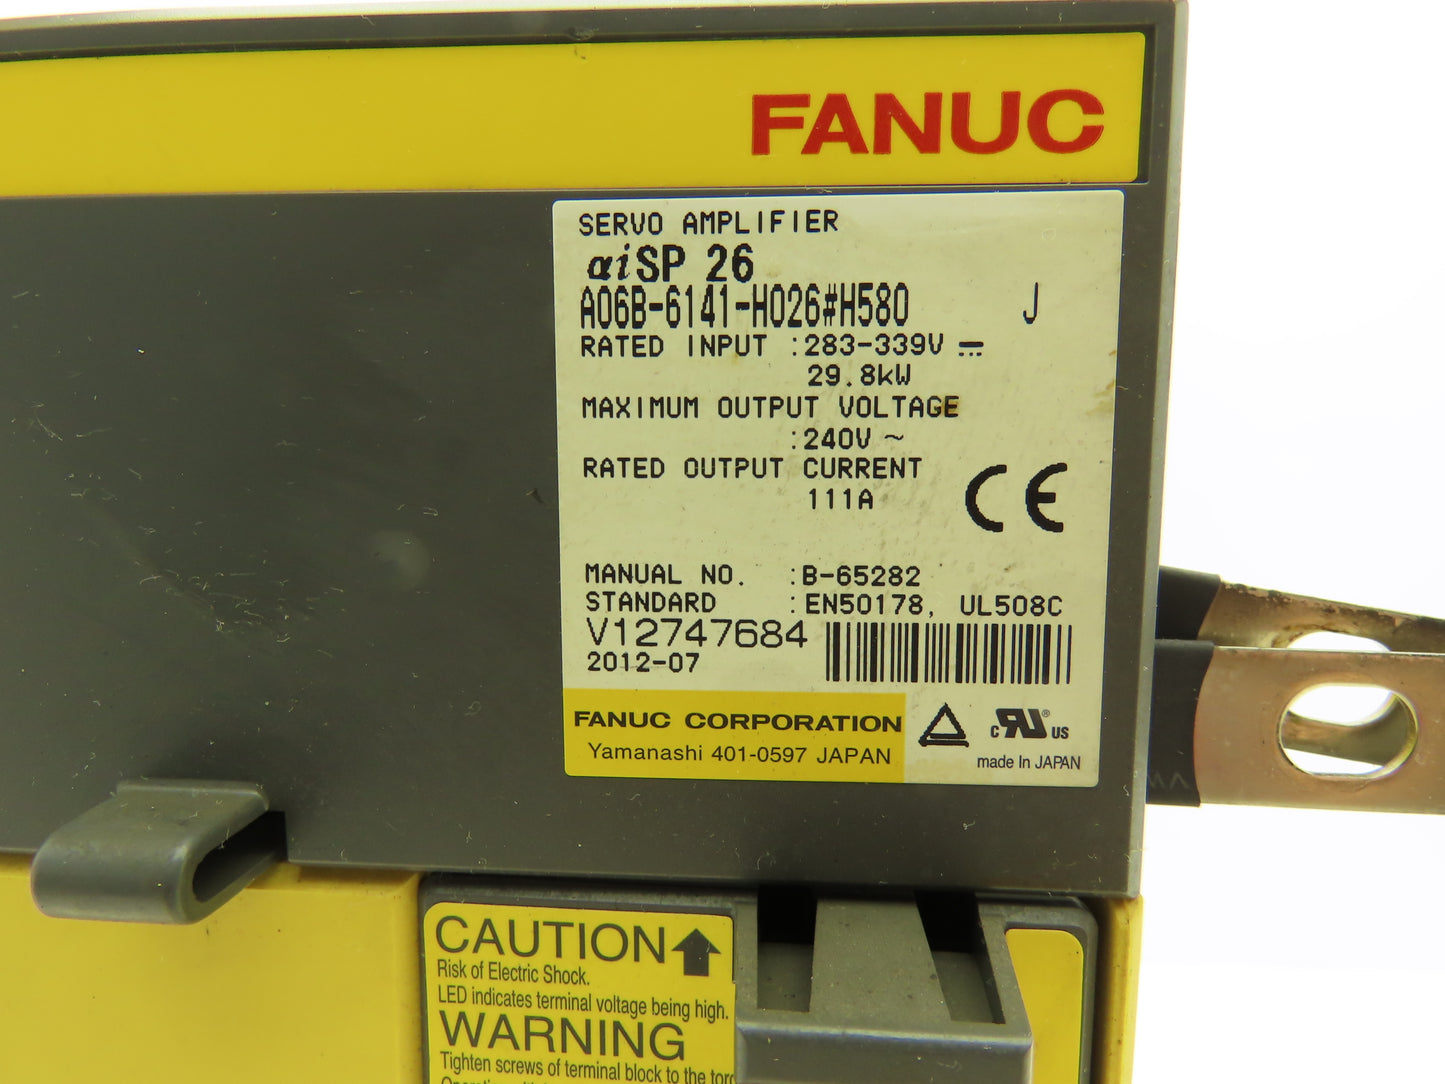 FANUC
SERVO AMPLIFIER
αiSP 26
A06B-6141-H026#H580 J
RATED INPUT :283-339V ⎓
29.8kW
MAXIMUM OUTPUT VOLTAGE
:240V ~
RATED OUTPUT CURRENT
111A
CE
MANUAL NO. :B-65282
STANDARD :EN50178, UL508C
V12747684
2012-07
FANUC CORPORATION
Yamanashi 401-0597 JAPAN
c RU ® US
made In JAPAN
CAUTION
Risk of Electric Shock.
LED indicates terminal voltage being high.
WARNING
Tighten screws of terminal block to the